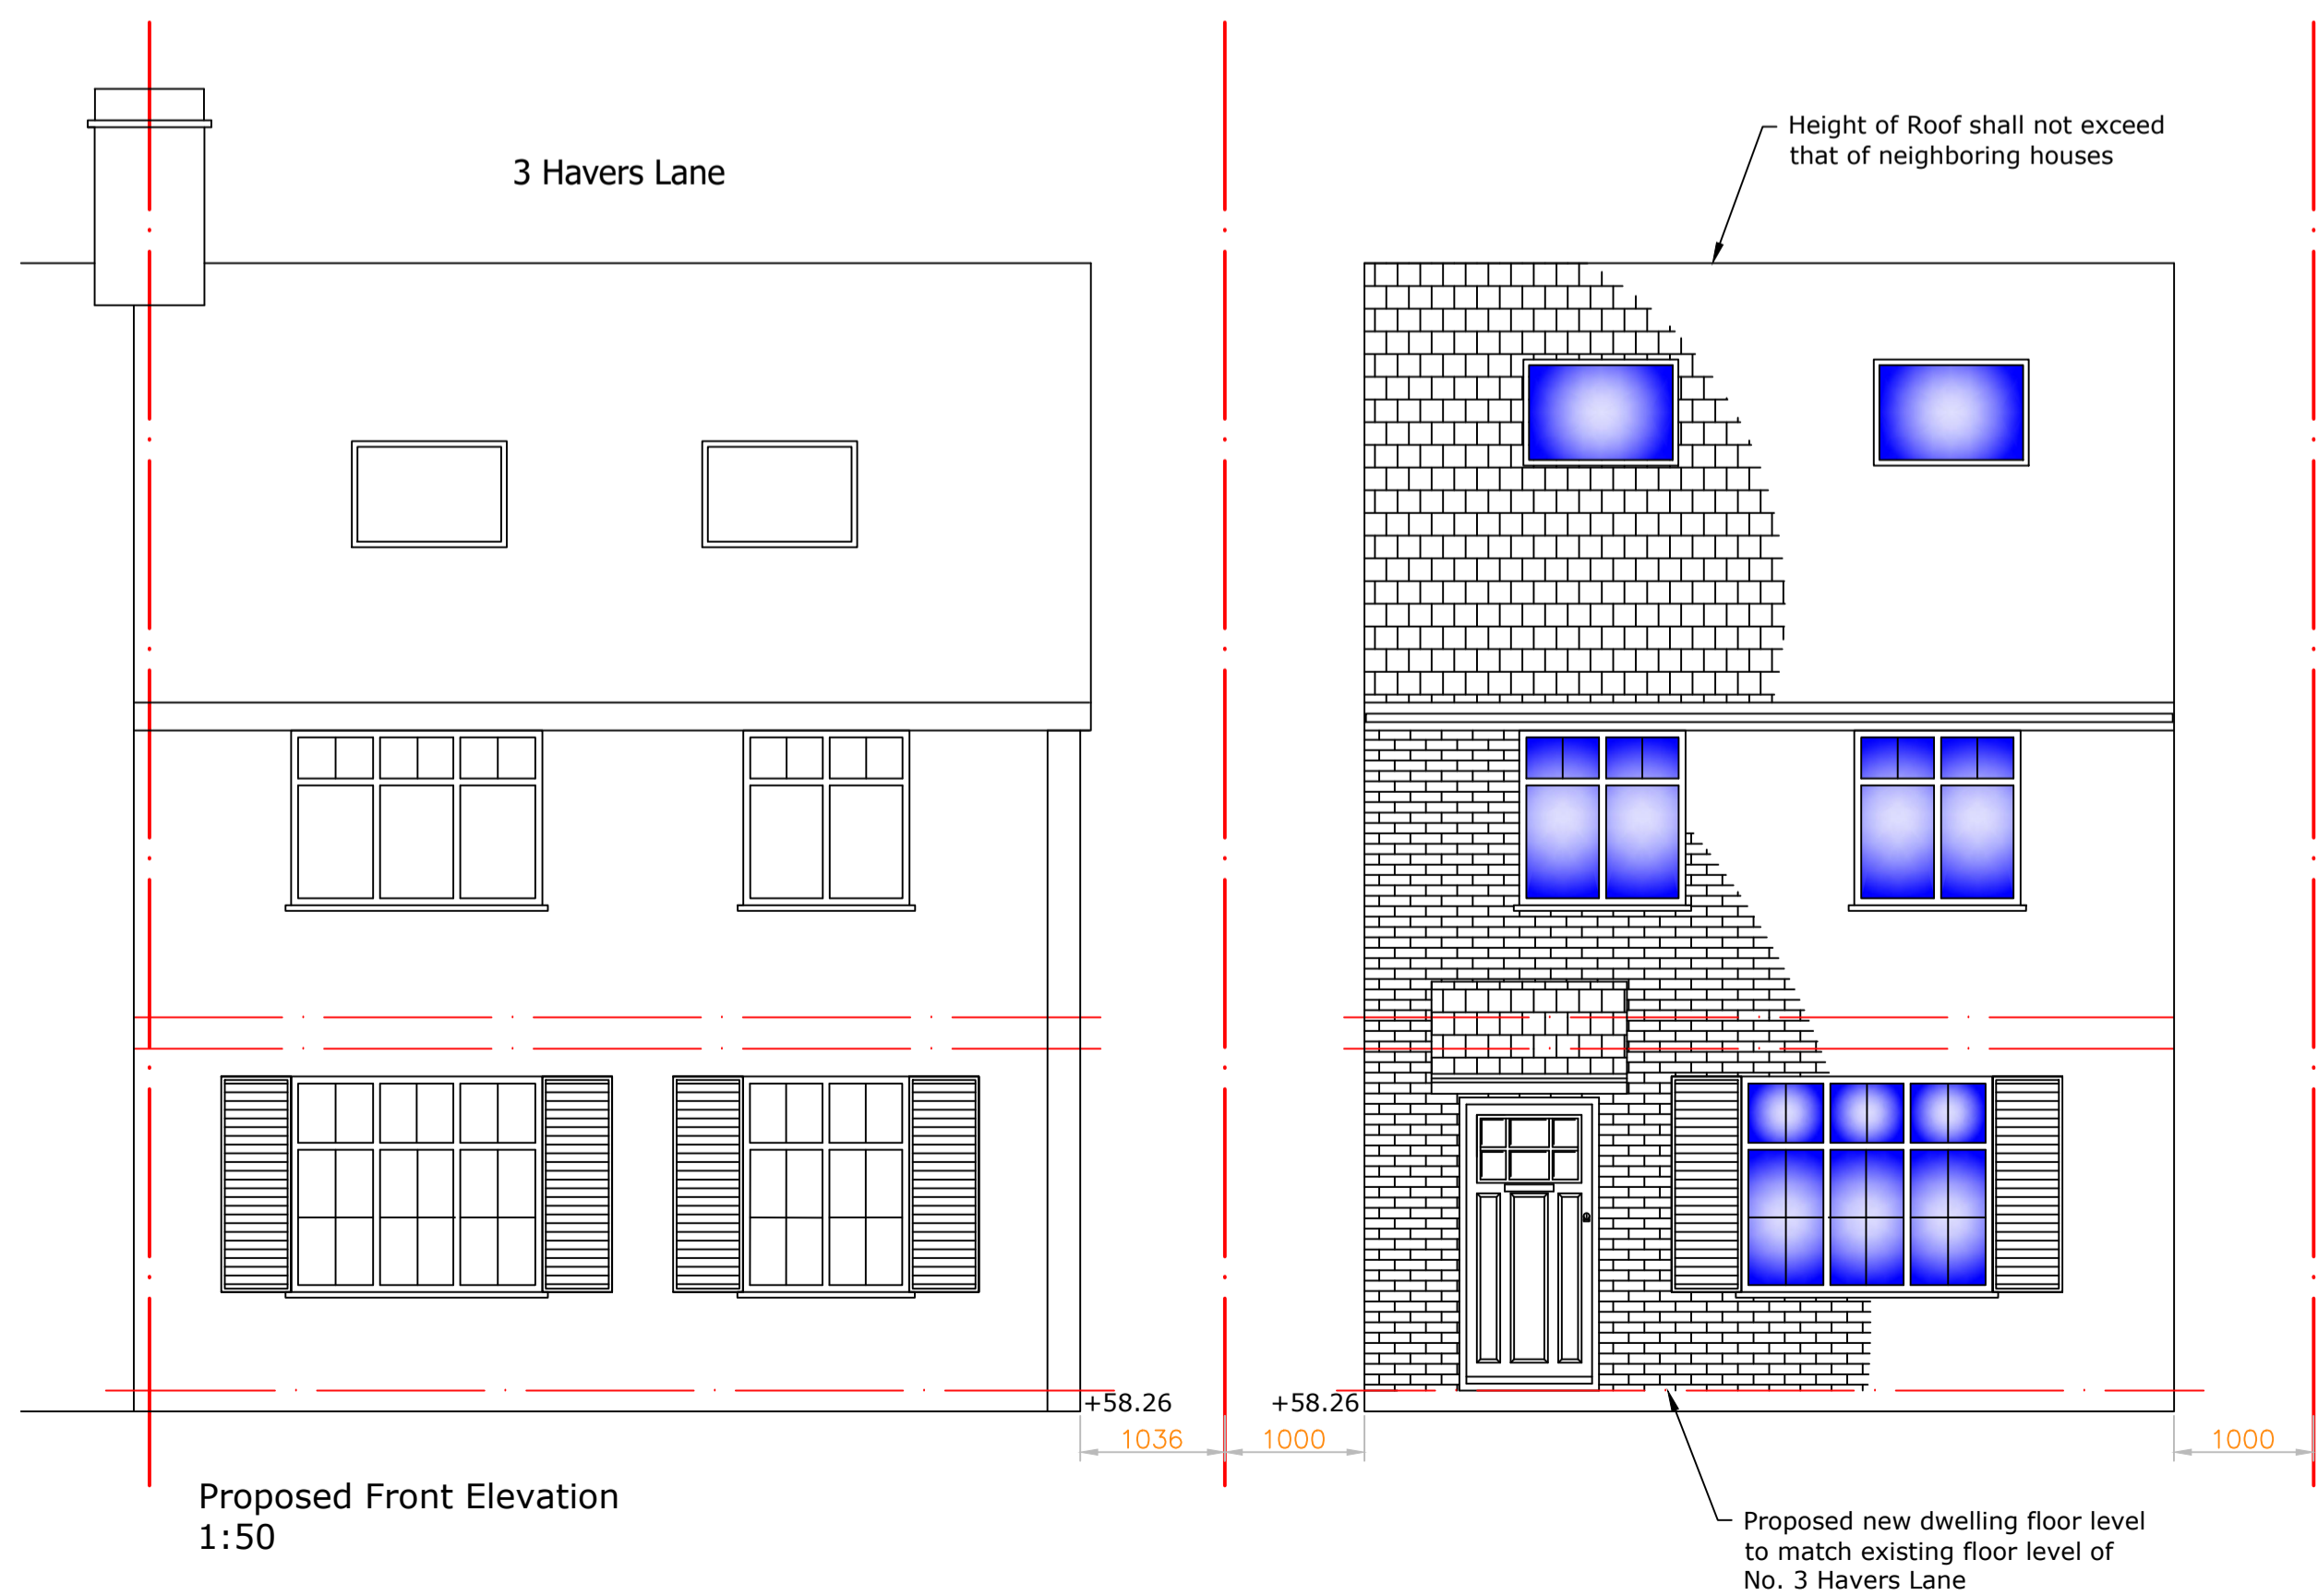 Height of Roof shall not exceed
that of neighboring houses
3 Havers Lane
+58.26
+58.26
1036
1000
1000
Proposed Front Elevation
1:50
Proposed new dwelling floor level
to match existing floor level of
No. 3 Havers Lane